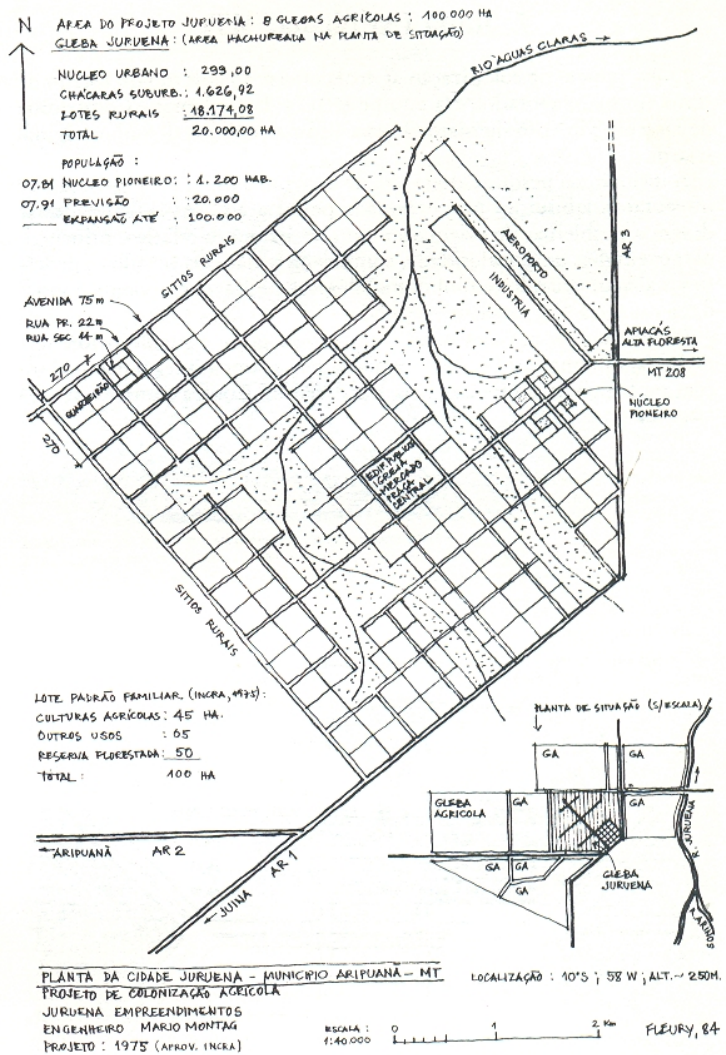 N
AREA DO PROJETO JURUENA: 8 GLEBAS AGRÍCOLAS: 100 000 HA
GLEBA JURUENA: (AREA HACHUREADA NA PLANTA DE SITUAÇÃO)
NUCLEO URBANO : 299,00
CHÁCARAS SUBURB.: 1.626,92
LOTES RURAIS : 18.174,08
TOTAL 20.000,00 HA
POPULAÇÃO :
07.81 NUCLEO PIONEIRO: : 1.200 HAB.
07.91 PREVISÃO : :20.000
EXPANSÃO ATÉ : 100.000
RIO AGUAS CLARAS
SITIOS RURAIS
AEROPORTO
INDUSTRIA
AR 3
AVENIDA 75 m
RUA PR. 22 m
RUA SEC 14 m
270
QUARTEIRÃO
270
APIACÁS
ALTA FLORESTA
MT 208
NÚCLEO
PIONEIRO
EDIF. PUBLICO
IGREJA
MERCADO
PRAÇA
CENTRAL
SITIOS RURAIS
LOTE PADRÃO FAMILIAR (INCRA, 1975):
CULTURAS AGRÍCOLAS: 45 HA.
OUTROS USOS : 05
RESERVA FLORESTADA: 50
TOTAL: 100 HA
PLANTA DE SITUAÇÃO (S/ESCALA)
GA
GA
GLEBA
AGRICOLA
GA
GA
GA
GA
GA
GLEBA
JURUENA
R. JURUENA
R. ARINOS
ARIPUANÃ AR 2
JUINA AR 1
PLANTA DA CIDADE JURUENA - MUNICIPIO ARIPUANÃ - MT
LOCALIZAÇÃO : 10°S ; 58 W ; ALT. ~ 250M.
PROJETO DE COLONIZAÇÃO AGRÍCOLA
JURUENA EMPREENDIMENTOS
ENGENHEIRO MARIO MONTAG
PROJETO : 1975 (APROV. INCRA)
ESCALA :
1:40.000
0 1 2 Km
FLEURY, 84